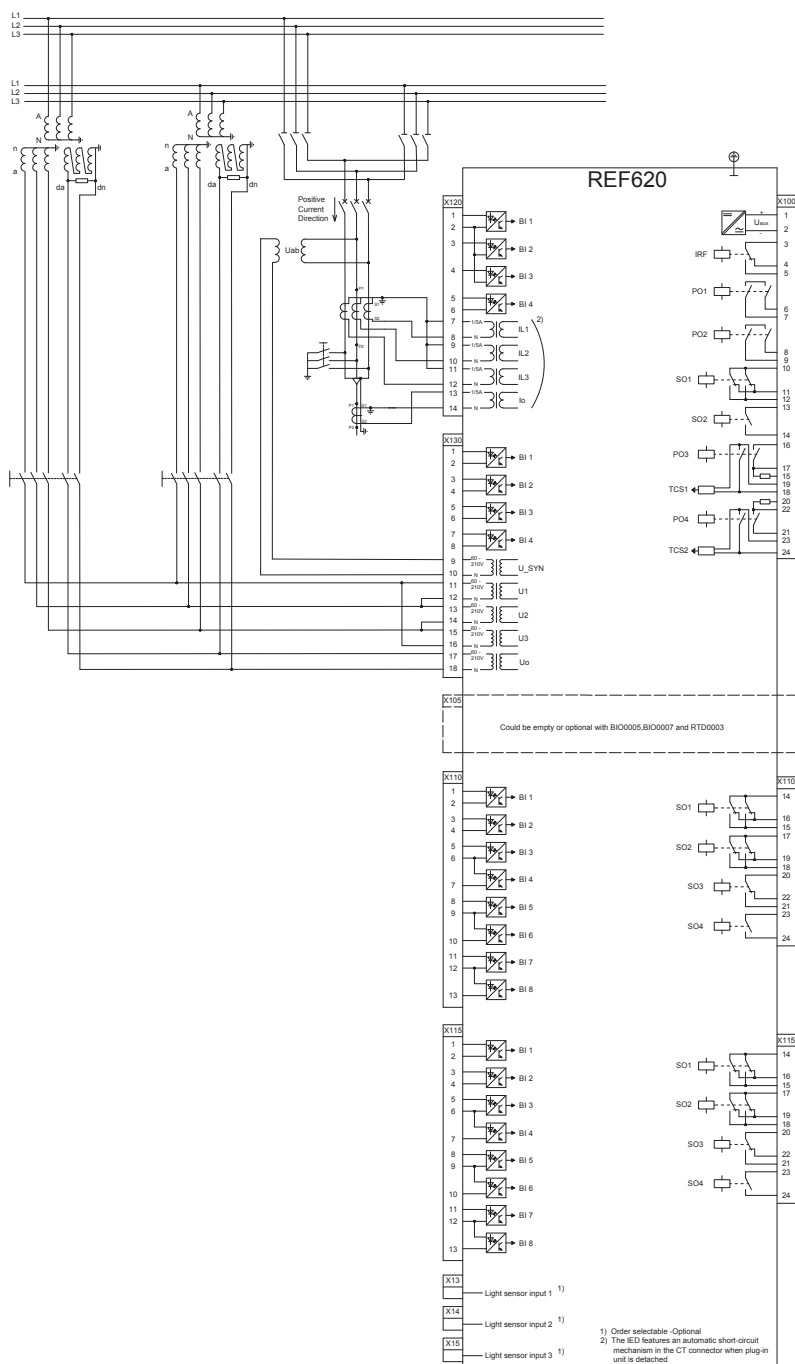 L1
L2
L3
L1
L2
L3
A
N
n
a
da
dn
A
N
n
a
da
dn
Positive
Current
Direction
Uab
P1
S1
S2
P2
P1
S1
S2
P2
REF620
X120
1
2
3
4
5
6
7
8
9
10
11
12
13
14
BI 1
BI 2
BI 3
BI 4
1/5A
N
IL1
2)
1/5A
N
IL2
1/5A
N
IL3
1/5A
N
Io
X130
1
2
3
4
5
6
7
8
9
10
11
12
13
14
15
16
17
18
BI 1
BI 2
BI 3
BI 4
60 -
210V
N
U_SYN
60 -
210V
N
U1
60 -
210V
N
U2
60 -
210V
N
U3
60 -
210V
N
Uo
X100
1
2
3
4
5
6
7
8
9
10
11
12
13
14
16
17
15
19
18
20
22
21
23
24
+
Uaux
-
IRF
PO1
PO2
SO1
SO2
PO3
TCS1
PO4
TCS2
X105
Could be empty or optional with BIO0005,BIO0007 and RTD0003
X110
1
2
3
4
5
6
7
8
9
10
11
12
13
BI 1
BI 2
BI 3
BI 4
BI 5
BI 6
BI 7
BI 8
X110
14
16
15
17
19
18
20
22
21
23
24
SO1
SO2
SO3
SO4
X115
1
2
3
4
5
6
7
8
9
10
11
12
13
BI 1
BI 2
BI 3
BI 4
BI 5
BI 6
BI 7
BI 8
X115
14
16
15
17
19
18
20
22
21
23
24
SO1
SO2
SO3
SO4
X13
Light sensor input 1 1)
X14
Light sensor input 2 1)
X15
Light sensor input 3 1)
1) Order selectable -Optional
2) The IED features an automatic short-circuit
mechanism in the CT connector when plug-in
unit is detached